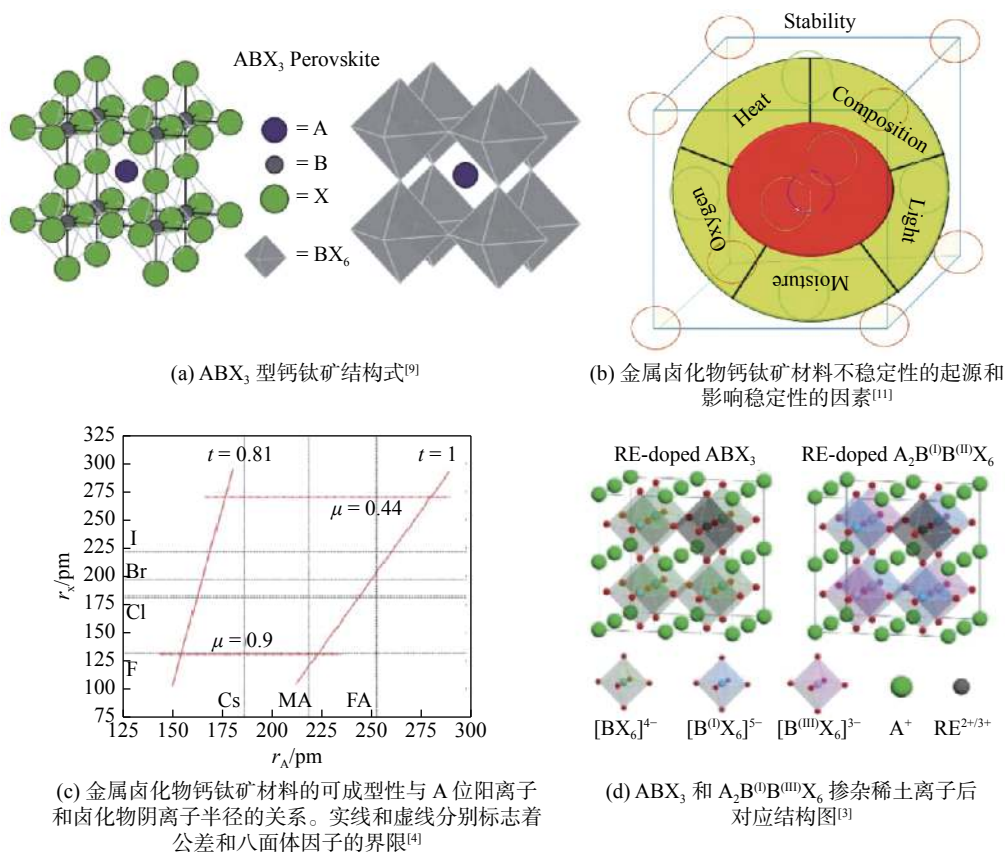 ABX₃ Perovskite
= A
= B
= X
= BX₆
(a) ABX₃ 型钙钛矿结构式[9]
Stability
Heat
Composition
Oxygen
Light
Moisture
(b) 金属卤化物钙钛矿材料不稳定性的起源和
影响稳定性的因素[11]
325
300
275
250
225
200
175
150
125
100
75
rₓ/pm
t = 0.81
t = 1
μ = 0.44
I
Br
Cl
μ = 0.9
F
Cs
MA
FA
125 150 175 200 225 250 275 300
r_A/pm
(c) 金属卤化物钙钛矿材料的可成型性与 A 位阳离子
和卤化物阴离子半径的关系。实线和虚线分别标志着
公差和八面体因子的界限[4]
RE-doped ABX₃
RE-doped A₂B⁽ᴵ⁾B⁽ᴵᴵ⁾X₆
[BX₆]⁴⁻
[B⁽ᴵ⁾X₆]⁵⁻
[B⁽ᴵᴵᴵ⁾X₆]³⁻
A⁺
RE²⁺ᐟ³⁺
(d) ABX₃ 和 A₂B⁽ᴵ⁾B⁽ᴵᴵᴵ⁾X₆ 掺杂稀土离子后
对应结构图[3]